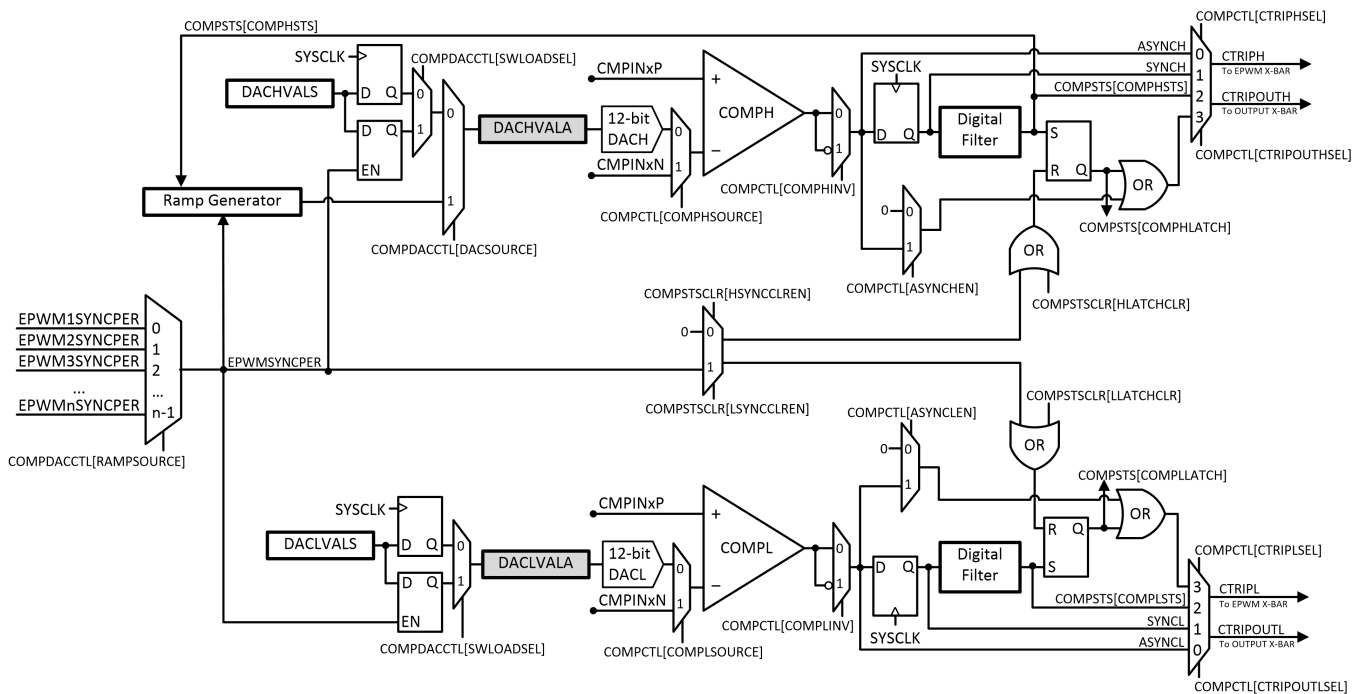 COMPSTS[COMPHSTS]
COMPCTL[CTRIPHSEL]
SYSCLK
COMPDACCTL[SWLOADSEL]
DACHVALS
D Q
0
1
D Q
EN
0
1
COMPDACCTL[DACSOURCE]
Ramp Generator
DACHVALA
CMPINxP
12-bit
DACH
CMPINxN
0
1
COMPCTL[COMPHSOURCE]
+
−
COMPH
0
1
COMPCTL[COMPHINV]
SYSCLK
D Q
Digital
Filter
S
R Q
OR
ASYNCH
SYNCH
COMPSTS[COMPHSTS]
0
1
2
3
CTRIPH
To EPWM X-BAR
CTRIPOUTH
To OUTPUT X-BAR
COMPCTL[CTRIPOUTHSEL]
0
0
1
COMPCTL[ASYNCHEN]
COMPSTS[COMPHLATCH]
OR
COMPSTSCLR[HLATCHCLR]
COMPSTSCLR[HSYNCCLREN]
0
0
1
COMPSTSCLR[LSYNCCLREN]
EPWM1SYNCPER
EPWM2SYNCPER
EPWM3SYNCPER
...
EPWMnSYNCPER
0
1
2
...
n-1
EPWMSYNCPER
COMPDACCTL[RAMPSOURCE]
COMPSTSCLR[LLATCHCLR]
OR
COMPCTL[ASYNCLEN]
0
0
1
COMPSTS[COMPLLATCH]
OR
SYSCLK
DACLVALS
D Q
0
1
D Q
EN
COMPDACCTL[SWLOADSEL]
DACLVALA
CMPINxP
12-bit
DACL
CMPINxN
0
1
COMPCTL[COMPLSOURCE]
+
−
COMPL
0
1
COMPCTL[COMPLINV]
D Q
SYSCLK
Digital
Filter
R Q
S
COMPCTL[CTRIPLSEL]
COMPSTS[COMPLSTS]
SYNCL
ASYNCL
3
2
1
0
CTRIPL
To EPWM X-BAR
CTRIPOUTL
To OUTPUT X-BAR
COMPCTL[CTRIPOUTLSEL]